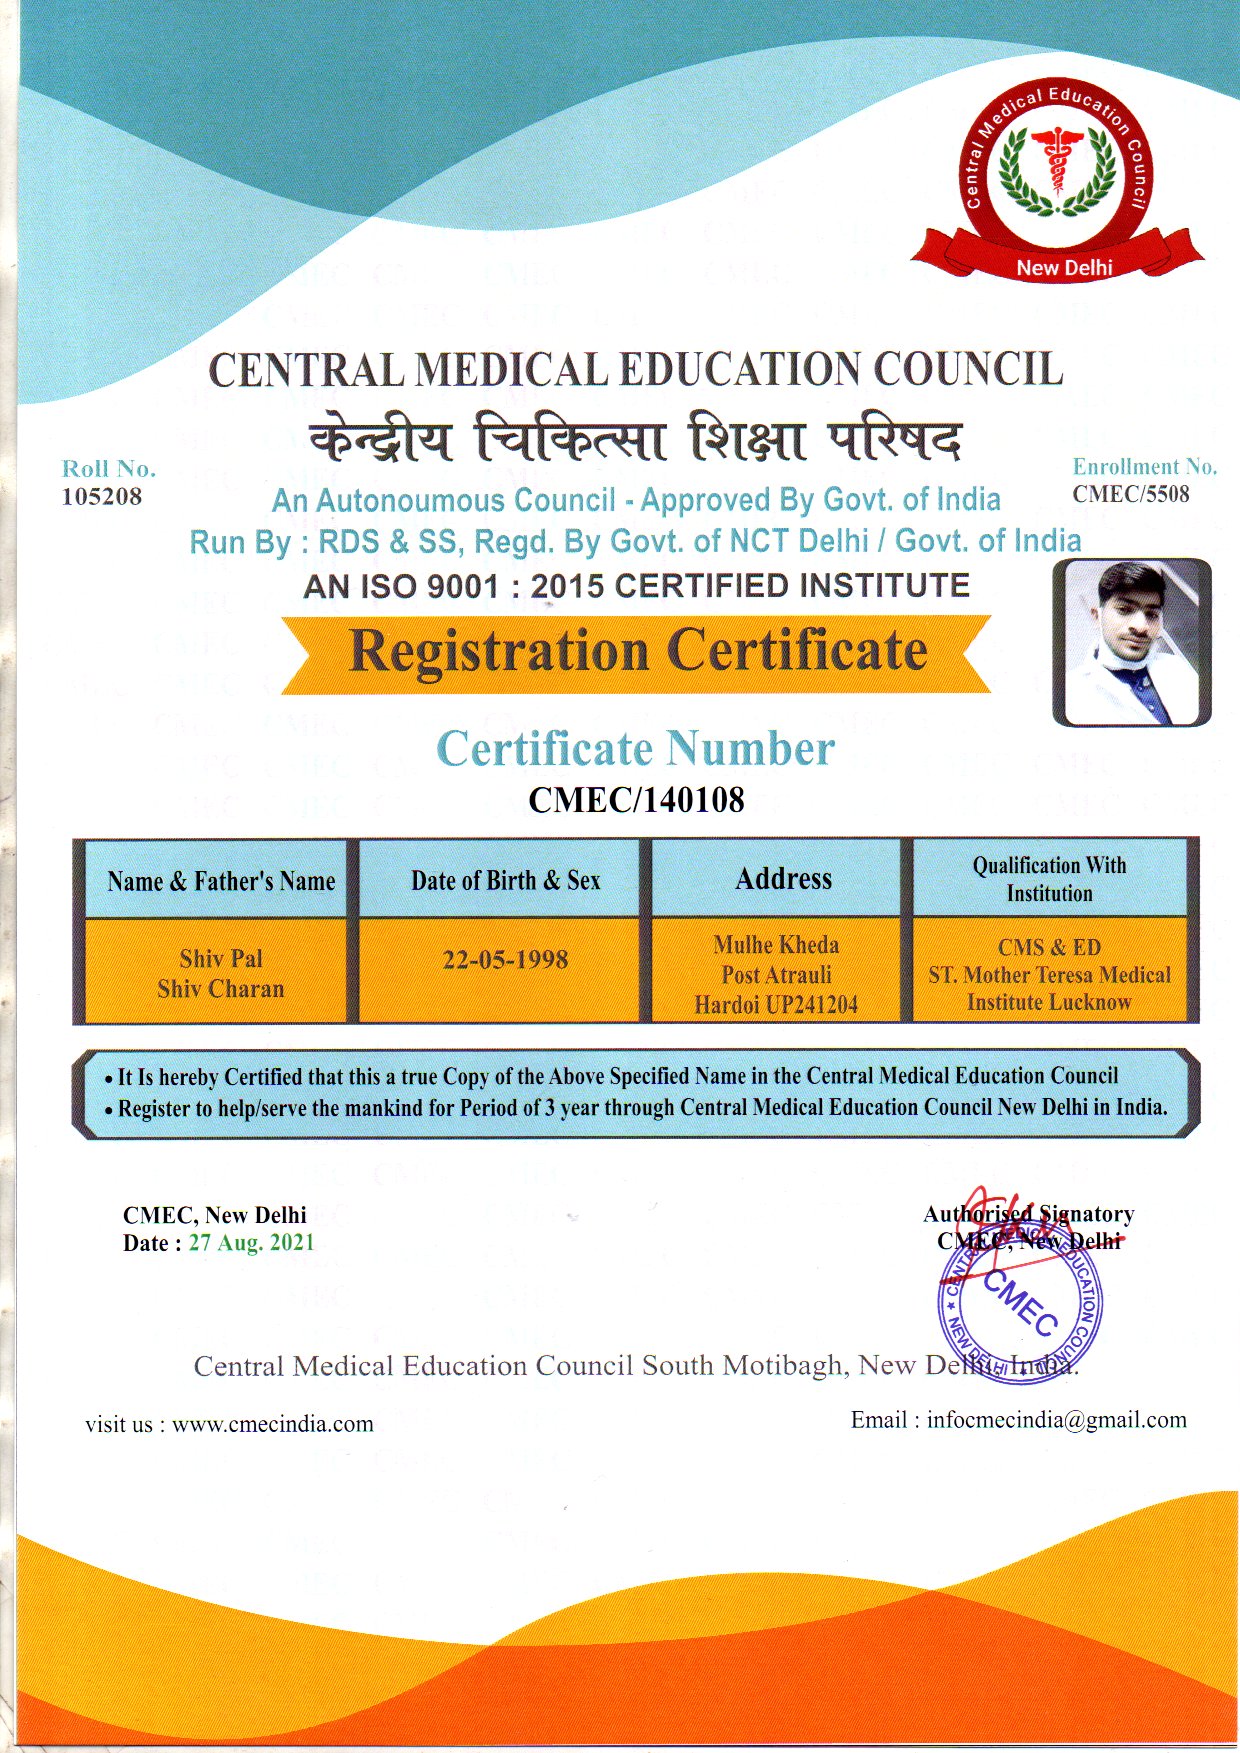 Central Medical Education Council
New Delhi
CENTRAL MEDICAL EDUCATION COUNCIL
केन्द्रीय चिकित्सा शिक्षा परिषद
Roll No.
105208
Enrollment No.
CMEC/5508
An Autonoumous Council - Approved By Govt. of India
Run By : RDS & SS, Regd. By Govt. of NCT Delhi / Govt. of India
AN ISO 9001 : 2015 CERTIFIED INSTITUTE
Registration Certificate
Certificate Number
CMEC/140108
Name & Father's Name
Date of Birth & Sex
Address
Qualification With
Institution
Shiv Pal
Shiv Charan
22-05-1998
Mulhe Kheda
Post Atrauli
Hardoi UP241204
CMS & ED
ST. Mother Teresa Medical
Institute Lucknow
• It Is hereby Certified that this a true Copy of the Above Specified Name in the Central Medical Education Council
• Register to help/serve the mankind for Period of 3 year through Central Medical Education Council New Delhi in India.
CMEC, New Delhi
Date : 27 Aug. 2021
Authorised Signatory
CMEC, New Delhi
CENTRAL MEDICAL EDUCATION COUNCIL
CMEC
NEW DELHI
Central Medical Education Council South Motibagh, New Delhi, India.
visit us : www.cmecindia.com
Email : infocmecindia@gmail.com